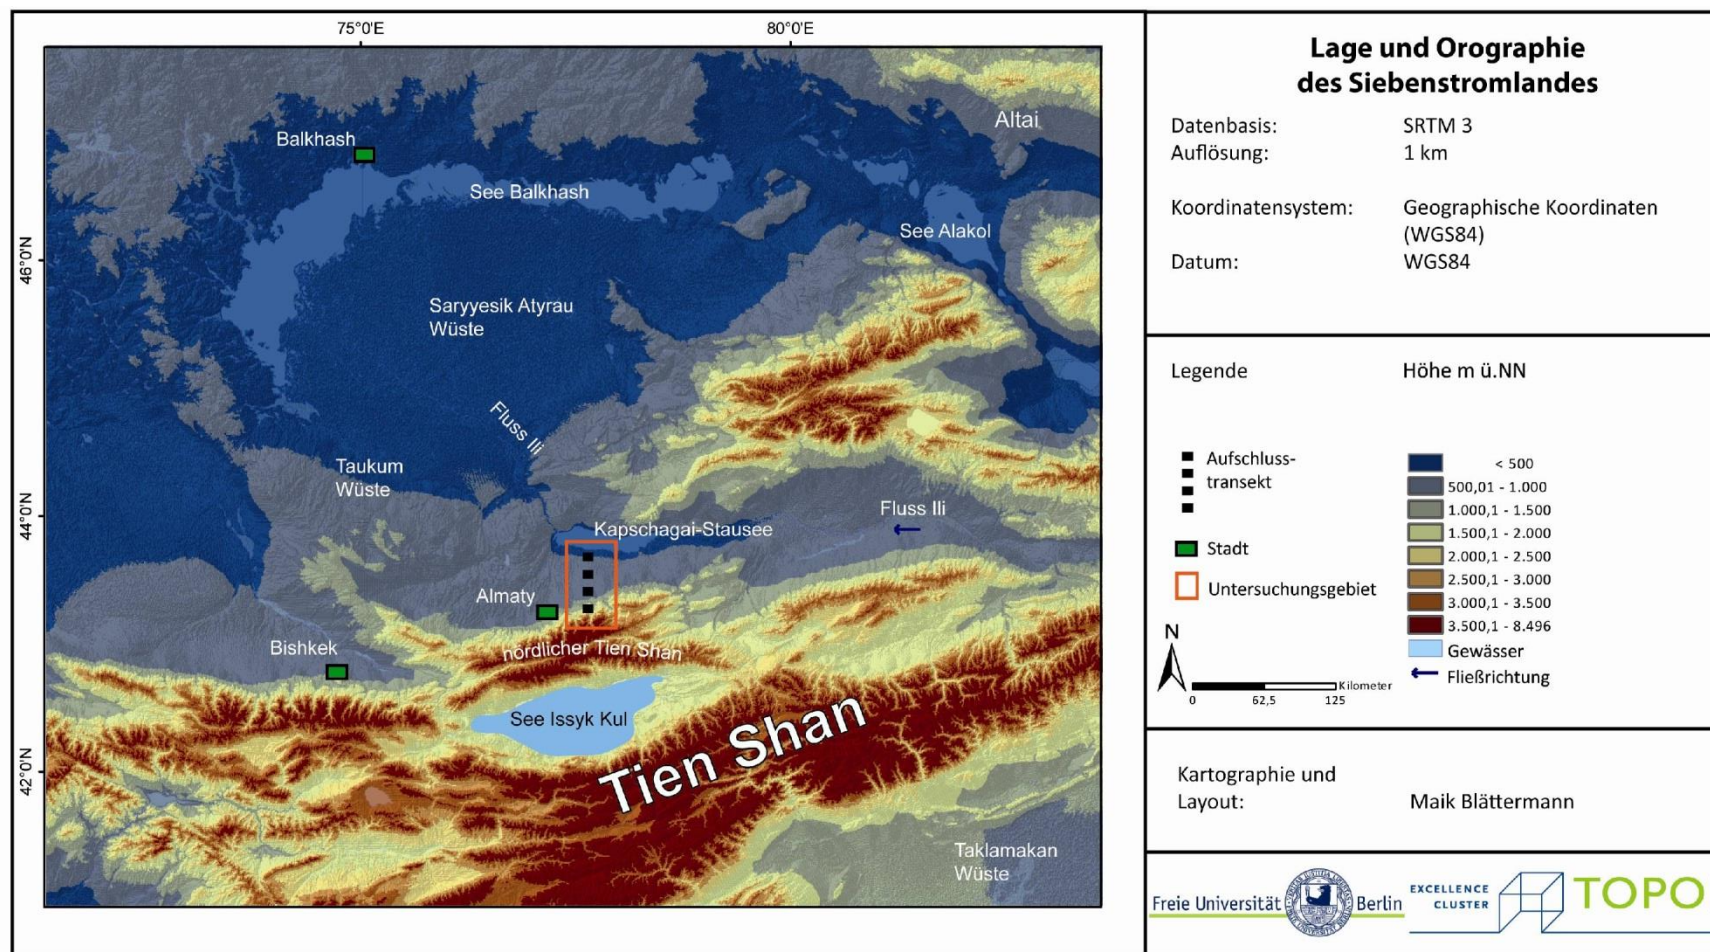 75°0'E
80°0'E
46°0'N
44°0'N
42°0'N
Balkhash
See Balkhash
Altai
See Alakol
Saryyesik Atyrau
Wüste
Fluss Ili
Taukum
Wüste
Kapschagai-Stausee
Fluss Ili
Almaty
Bishkek
nördlicher Tien Shan
See Issyk Kul
Tien Shan
Taklamakan
Wüste
Lage und Orographie
des Siebenstromlandes
Datenbasis: SRTM 3
Auflösung: 1 km
Koordinatensystem: Geographische Koordinaten
(WGS84)
Datum: WGS84
Legende Höhe m ü.NN
Aufschluss-
transekt
Stadt
Untersuchungsgebiet
N
0 62,5 125 Kilometer
< 500
500,01 - 1.000
1.000,1 - 1.500
1.500,1 - 2.000
2.000,1 - 2.500
2.500,1 - 3.000
3.000,1 - 3.500
3.500,1 - 8.496
Gewässer
Fließrichtung
Kartographie und
Layout: Maik Blättermann
Freie Universität Berlin
EXCELLENCE
CLUSTER
TOPO